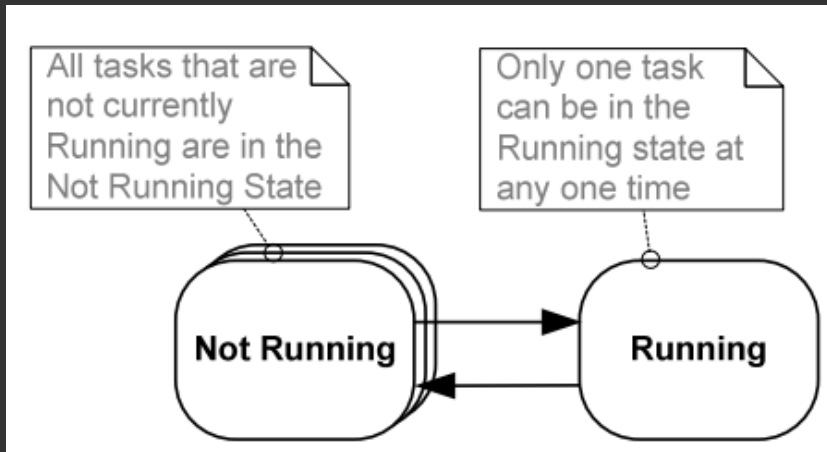 All tasks that are
not currently
Running are in the
Not Running State
Only one task
can be in the
Running state at
any one time
Not Running
Running